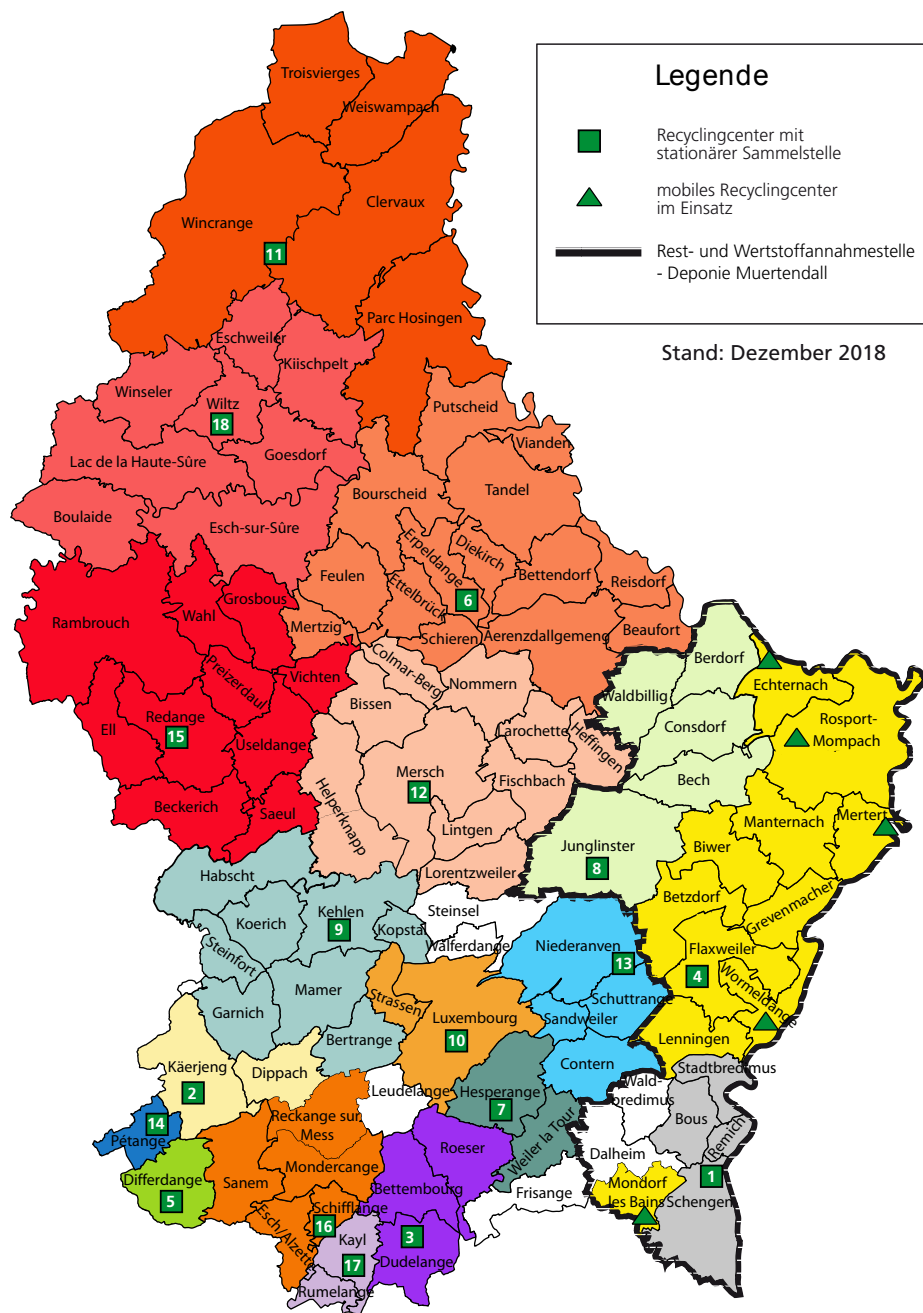 Legende
Recyclingcenter mit
stationärer Sammelstelle
mobiles Recyclingcenter
im Einsatz
Rest- und Wertstoffannahmestelle
- Deponie Muertendall
Stand: Dezember 2018
Troisvierges
Weiswampach
Clervaux
Wincrange
11
Parc Hosingen
Eschweiler
Kiischpelt
Winseler
Wiltz
18
Goesdorf
Lac de la Haute-Sûre
Boulaide
Esch-sur-Sûre
Putscheid
Vianden
Tandel
Bourscheid
Erpeldange
Diekirch
Bettendorf
Reisdorf
Feulen
Ettelbrück
6
Mertzig
Schieren
Aerenzdallgemeng
Beaufort
Rambrouch
Wahl
Grosbous
Preizerdaul
Vichten
Ell
Redange
15
Useldange
Beckerich
Saeul
Colmar-Berg
Nommern
Bissen
Larochette
Heffingen
Mersch
12
Fischbach
Helperknapp
Lintgen
Lorentzweiler
Waldbillig
Berdorf
Echternach
Consdorf
Rosport-
Mompach
Bech
Junglinster
8
Manternach
Mertert
Biwer
Betzdorf
Grevenmacher
Flaxweiler
4
Wormeldange
Lenningen
Habscht
Koerich
Kehlen
9
Kopstal
Steinfort
Mamer
Garnich
Bertrange
Steinsel
Walferdange
Niederanven
13
Schuttrange
Sandweiler
Contern
Strassen
Luxembourg
10
Käerjeng
2
Dippach
Leudelange
Hesperange
7
Weiler la Tour
Wald-
bredimus
Stadtbredimus
Bous
Remich
1
Dalheim
Mondorf
les Bains
Schengen
Frisange
14
Pétange
Differdange
5
Reckange sur
Mess
Mondercange
Sanem
Esch/Alzette
Schifflange
16
Kayl
17
Rumelange
Roeser
Bettembourg
3
Dudelange